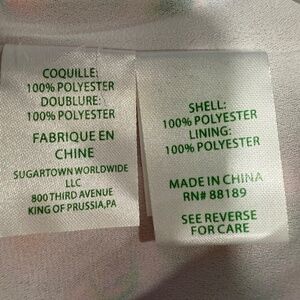 COQUILLE:
100% POLYESTER
DOUBLURE:
100% POLYESTER
FABRIQUE EN
CHINE
SUGARTOWN WORLDWIDE
LLC
800 THIRD AVENUE
KING OF PRUSSIA,PA
SHELL:
100% POLYESTER
LINING:
100% POLYESTER
MADE IN CHINA
RN# 88189
SEE REVERSE
FOR CARE